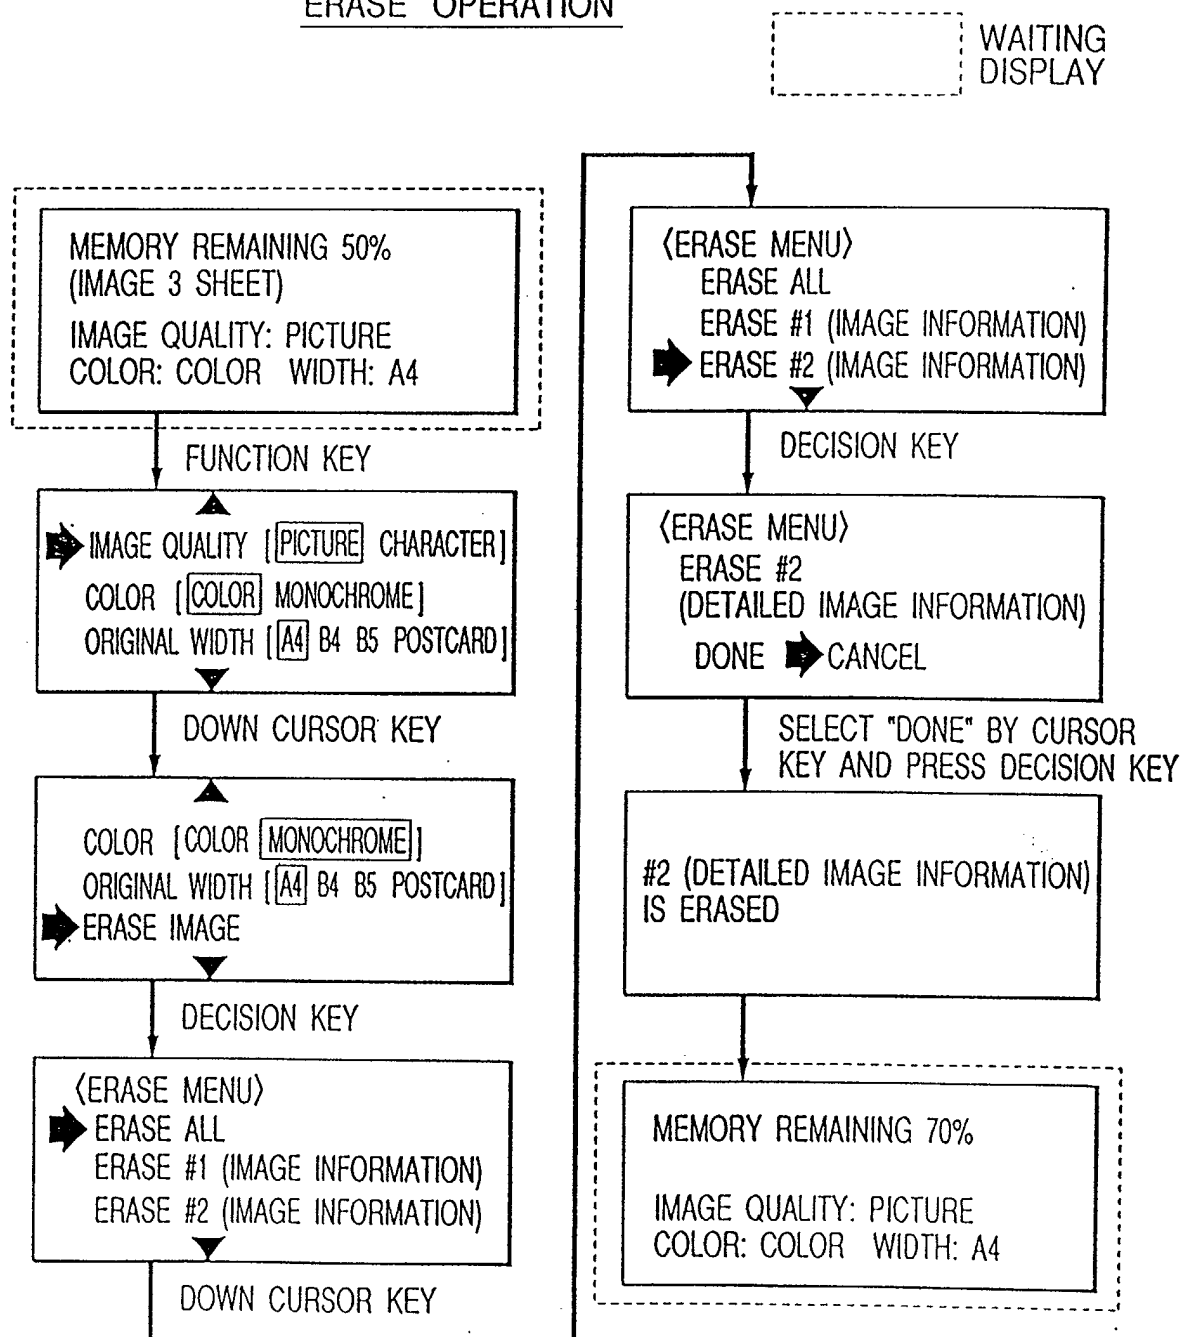 ERASE OPERATION
WAITING
DISPLAY
MEMORY REMAINING 50%
(IMAGE 3 SHEET)
IMAGE QUALITY: PICTURE
COLOR: COLOR WIDTH: A4
FUNCTION KEY
IMAGE QUALITY [PICTURE CHARACTER]
COLOR [COLOR MONOCHROME]
ORIGINAL WIDTH [A4 B4 B5 POSTCARD]
DOWN CURSOR KEY
COLOR [COLOR MONOCHROME]
ORIGINAL WIDTH [A4 B4 B5 POSTCARD]
ERASE IMAGE
DECISION KEY
〈ERASE MENU〉
ERASE ALL
ERASE #1 (IMAGE INFORMATION)
ERASE #2 (IMAGE INFORMATION)
DOWN CURSOR KEY
〈ERASE MENU〉
ERASE ALL
ERASE #1 (IMAGE INFORMATION)
ERASE #2 (IMAGE INFORMATION)
DECISION KEY
〈ERASE MENU〉
ERASE #2
(DETAILED IMAGE INFORMATION)
DONE CANCEL
SELECT "DONE" BY CURSOR
KEY AND PRESS DECISION KEY
#2 (DETAILED IMAGE INFORMATION)
IS ERASED
MEMORY REMAINING 70%
IMAGE QUALITY: PICTURE
COLOR: COLOR WIDTH: A4